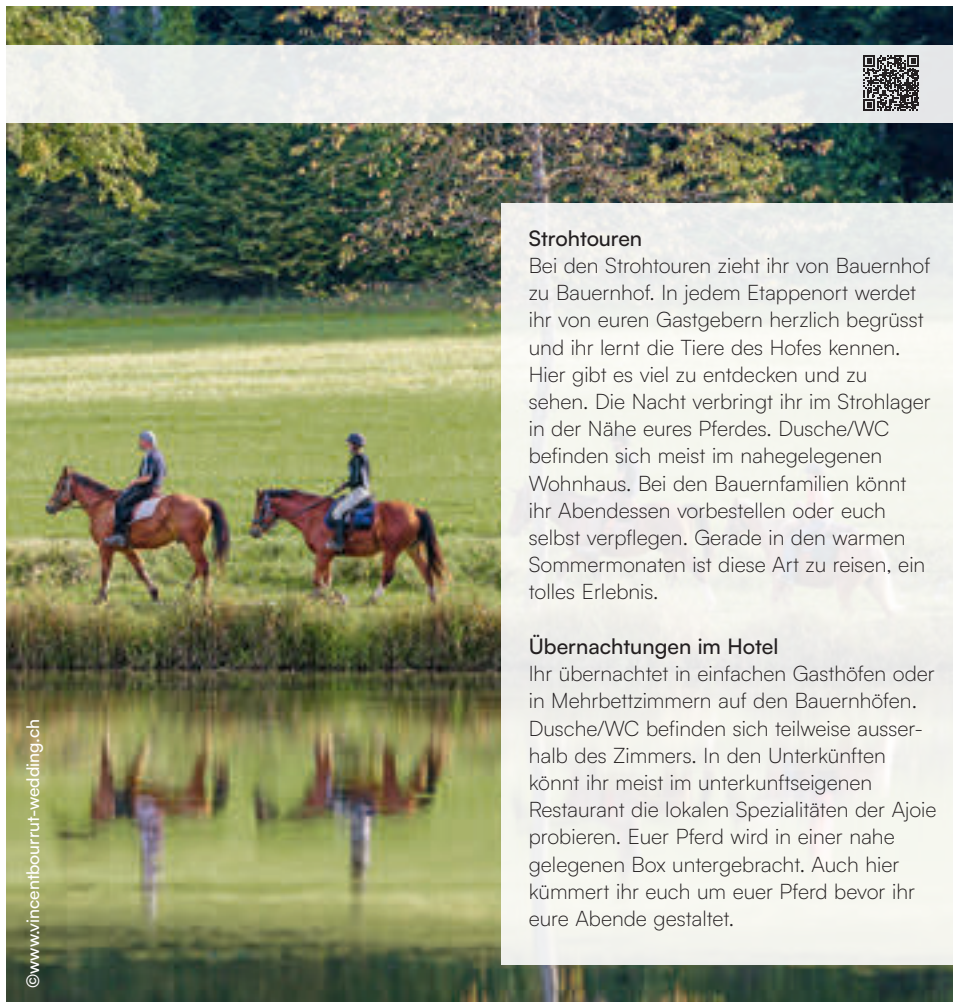 Strohtouren
Bei den Strohtouren zieht ihr von Bauernhof
zu Bauernhof. In jedem Etappenort werdet
ihr von euren Gastgebern herzlich begrüsst
und ihr lernt die Tiere des Hofes kennen.
Hier gibt es viel zu entdecken und zu
sehen. Die Nacht verbringt ihr im Strohlager
in der Nähe eures Pferdes. Dusche/WC
befinden sich meist im nahegelegenen
Wohnhaus. Bei den Bauernfamilien könnt
ihr Abendessen vorbestellen oder euch
selbst verpflegen. Gerade in den warmen
Sommermonaten ist diese Art zu reisen, ein
tolles Erlebnis.
Übernachtungen im Hotel
Ihr übernachtet in einfachen Gasthöfen oder
in Mehrbettzimmern auf den Bauernhöfen.
Dusche/WC befinden sich teilweise ausser-
halb des Zimmers. In den Unterkünften
könnt ihr meist im unterkunftseigenen
Restaurant die lokalen Spezialitäten der Ajoie
probieren. Euer Pferd wird in einer nahe
gelegenen Box untergebracht. Auch hier
kümmert ihr euch um euer Pferd bevor ihr
eure Abende gestaltet.
©www.vincentbourrut-wedding.ch